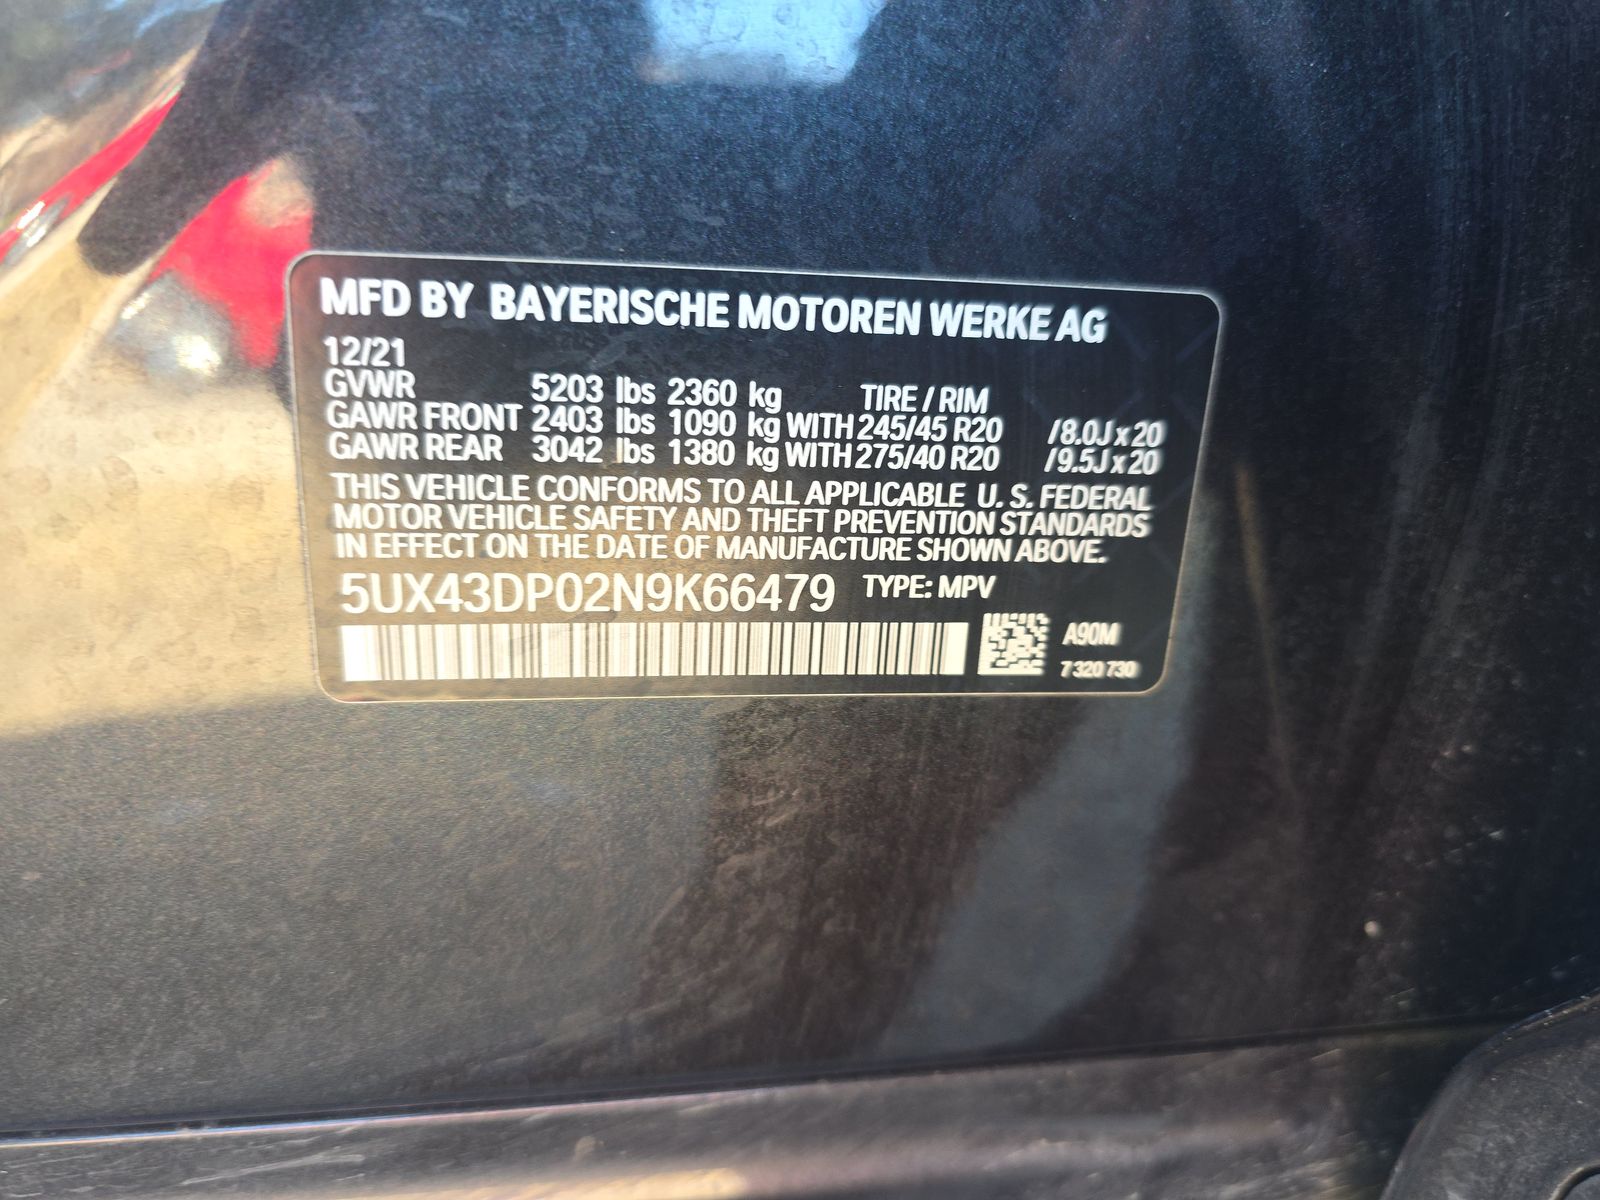 MFD BY BAYERISCHE MOTOREN WERKE AG
12/21
GVWR 5203 lbs 2360 kg TIRE / RIM
GAWR FRONT 2403 lbs 1090 kg WITH 245/45 R20 /8.0J x 20
GAWR REAR 3042 lbs 1380 kg WITH 275/40 R20 /9.5J x 20
THIS VEHICLE CONFORMS TO ALL APPLICABLE U. S. FEDERAL
MOTOR VEHICLE SAFETY AND THEFT PREVENTION STANDARDS
IN EFFECT ON THE DATE OF MANUFACTURE SHOWN ABOVE.
5UX43DP02N9K66479 TYPE: MPV
A90M
7 320 730